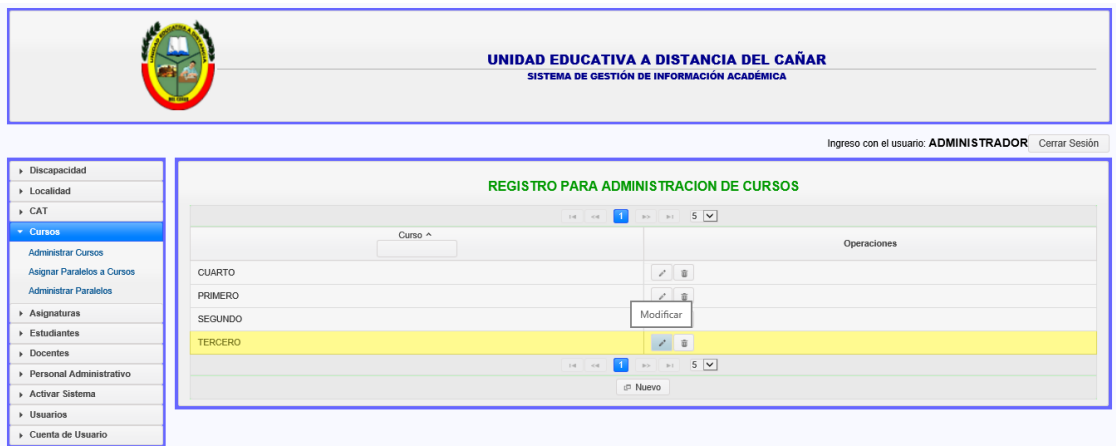 UNIDAD EDUCATIVA A DISTANCIA DEL CAÑAR
SISTEMA DE GESTIÓN DE INFORMACIÓN ACADÉMICA
Ingreso con el usuario: ADMINISTRADOR Cerrar Sesión
Discapacidad
Localidad
CAT
Cursos
Administrar Cursos
Asignar Paralelos a Cursos
Administrar Paralelos
Asignaturas
Estudiantes
Docentes
Personal Administrativo
Activar Sistema
Usuarios
Cuenta de Usuario
REGISTRO PARA ADMINISTRACION DE CURSOS
1 5
Curso Operaciones
CUARTO
PRIMERO
SEGUNDO
Modificar
TERCERO
1 5
Nuevo